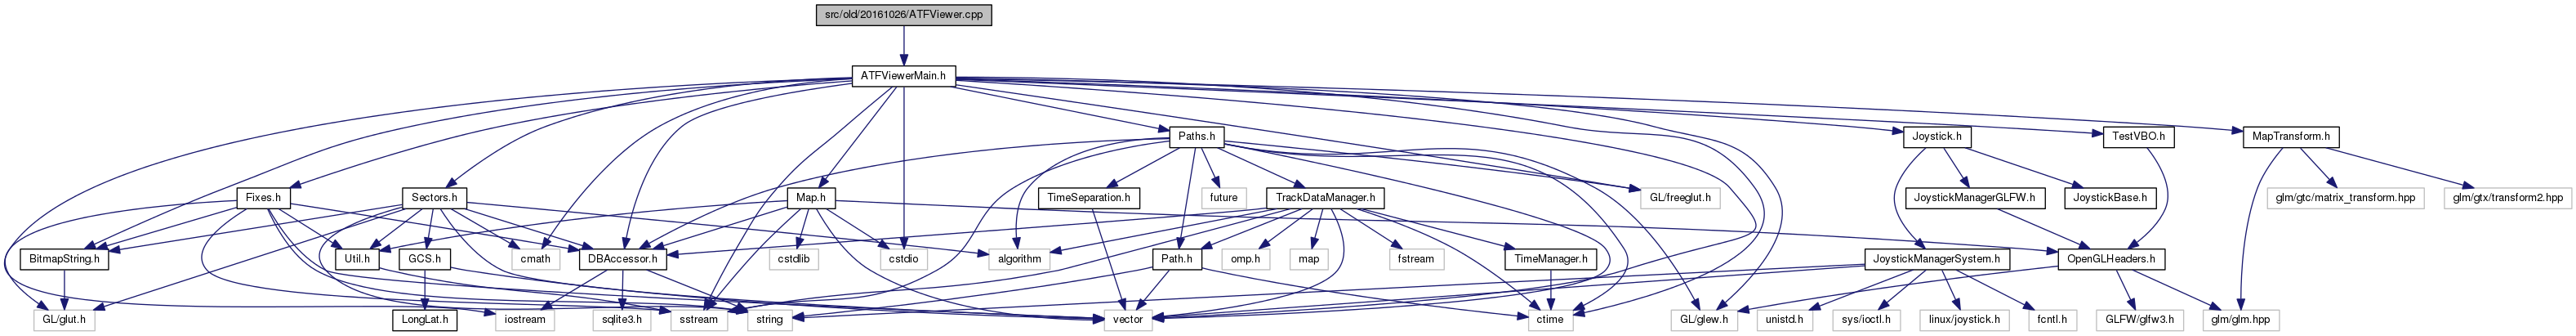 src/old/20161026/ATFViewer.cpp
ATFViewerMain.h
Paths.h
Joystick.h
TestVBO.h
MapTransform.h
Fixes.h
Sectors.h
Map.h
TimeSeparation.h
future
TrackDataManager.h
GL/freeglut.h
JoystickManagerGLFW.h
JoystickBase.h
glm/gtc/matrix_transform.hpp
glm/gtx/transform2.hpp
BitmapString.h
Util.h
GCS.h
cmath
DBAccessor.h
cstdlib
cstdio
algorithm
Path.h
omp.h
map
fstream
TimeManager.h
JoystickManagerSystem.h
OpenGLHeaders.h
GL/glut.h
LongLat.h
iostream
sqlite3.h
sstream
string
vector
ctime
GL/glew.h
unistd.h
sys/ioctl.h
linux/joystick.h
fcntl.h
GLFW/glfw3.h
glm/glm.hpp